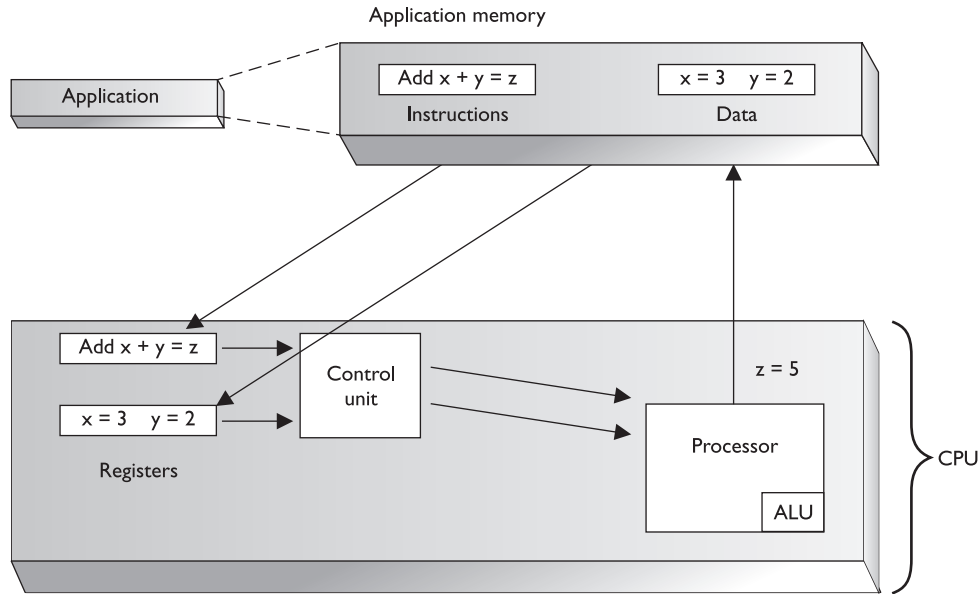 Application memory
Application
Add x + y = z
Instructions
x = 3 y = 2
Data
Add x + y = z
x = 3 y = 2
Registers
Control
unit
z = 5
Processor
ALU
CPU